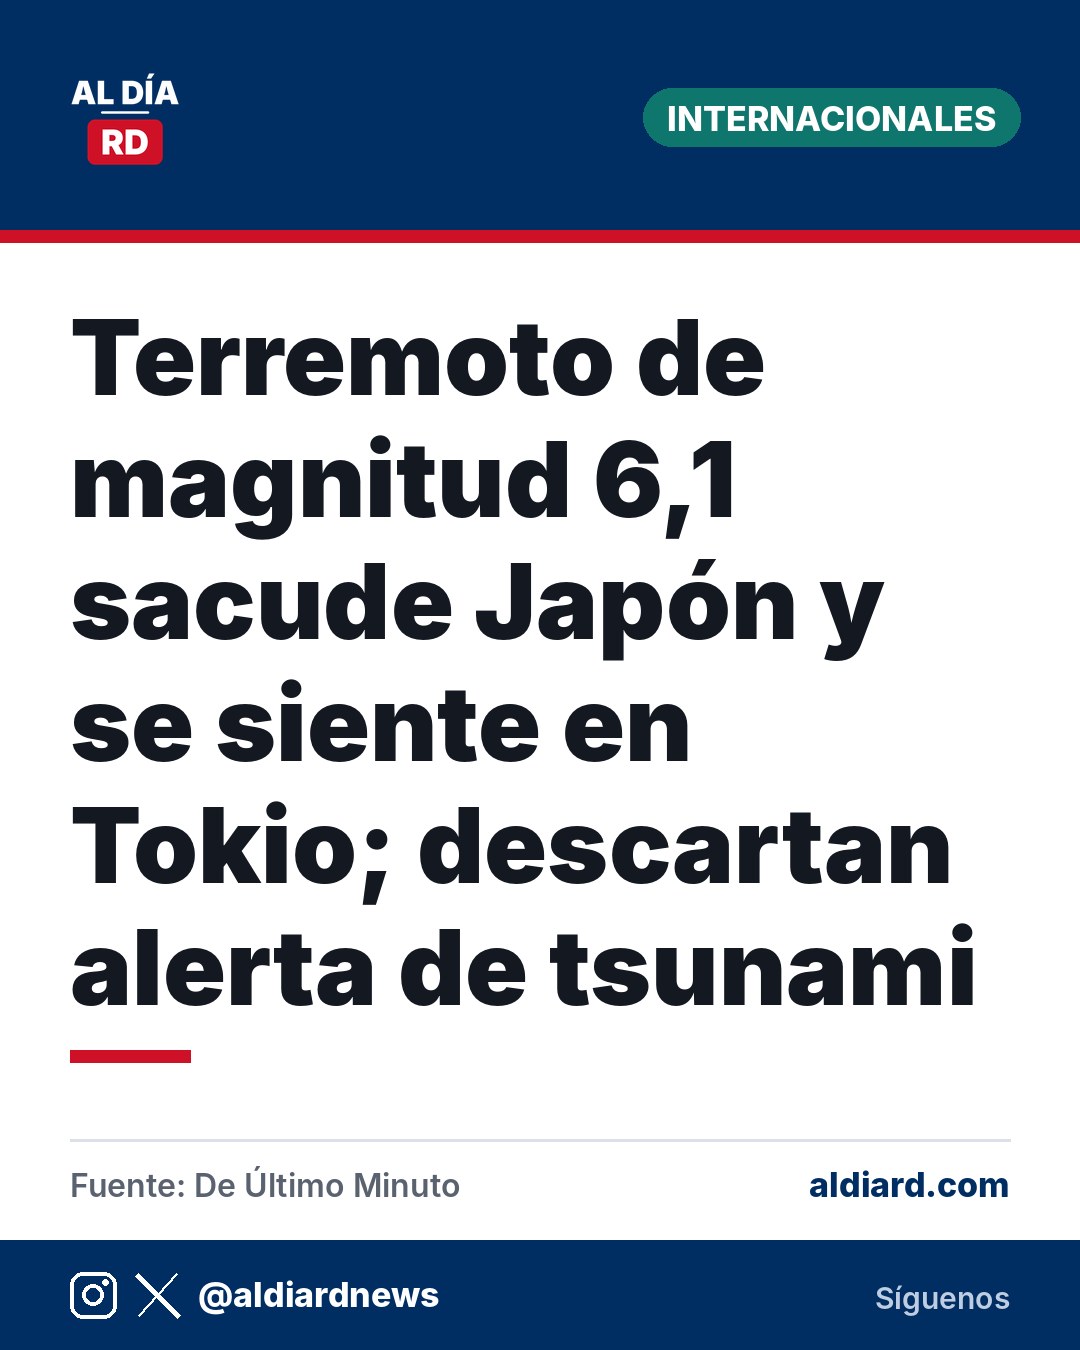 AL DÍA
RD
INTERNACIONALES
Terremoto de
magnitud 6,1
sacude Japón y
se siente en
Tokio; descartan
alerta de tsunami
Fuente: De Último Minuto
aldiard.com
@aldiardnews
Síguenos